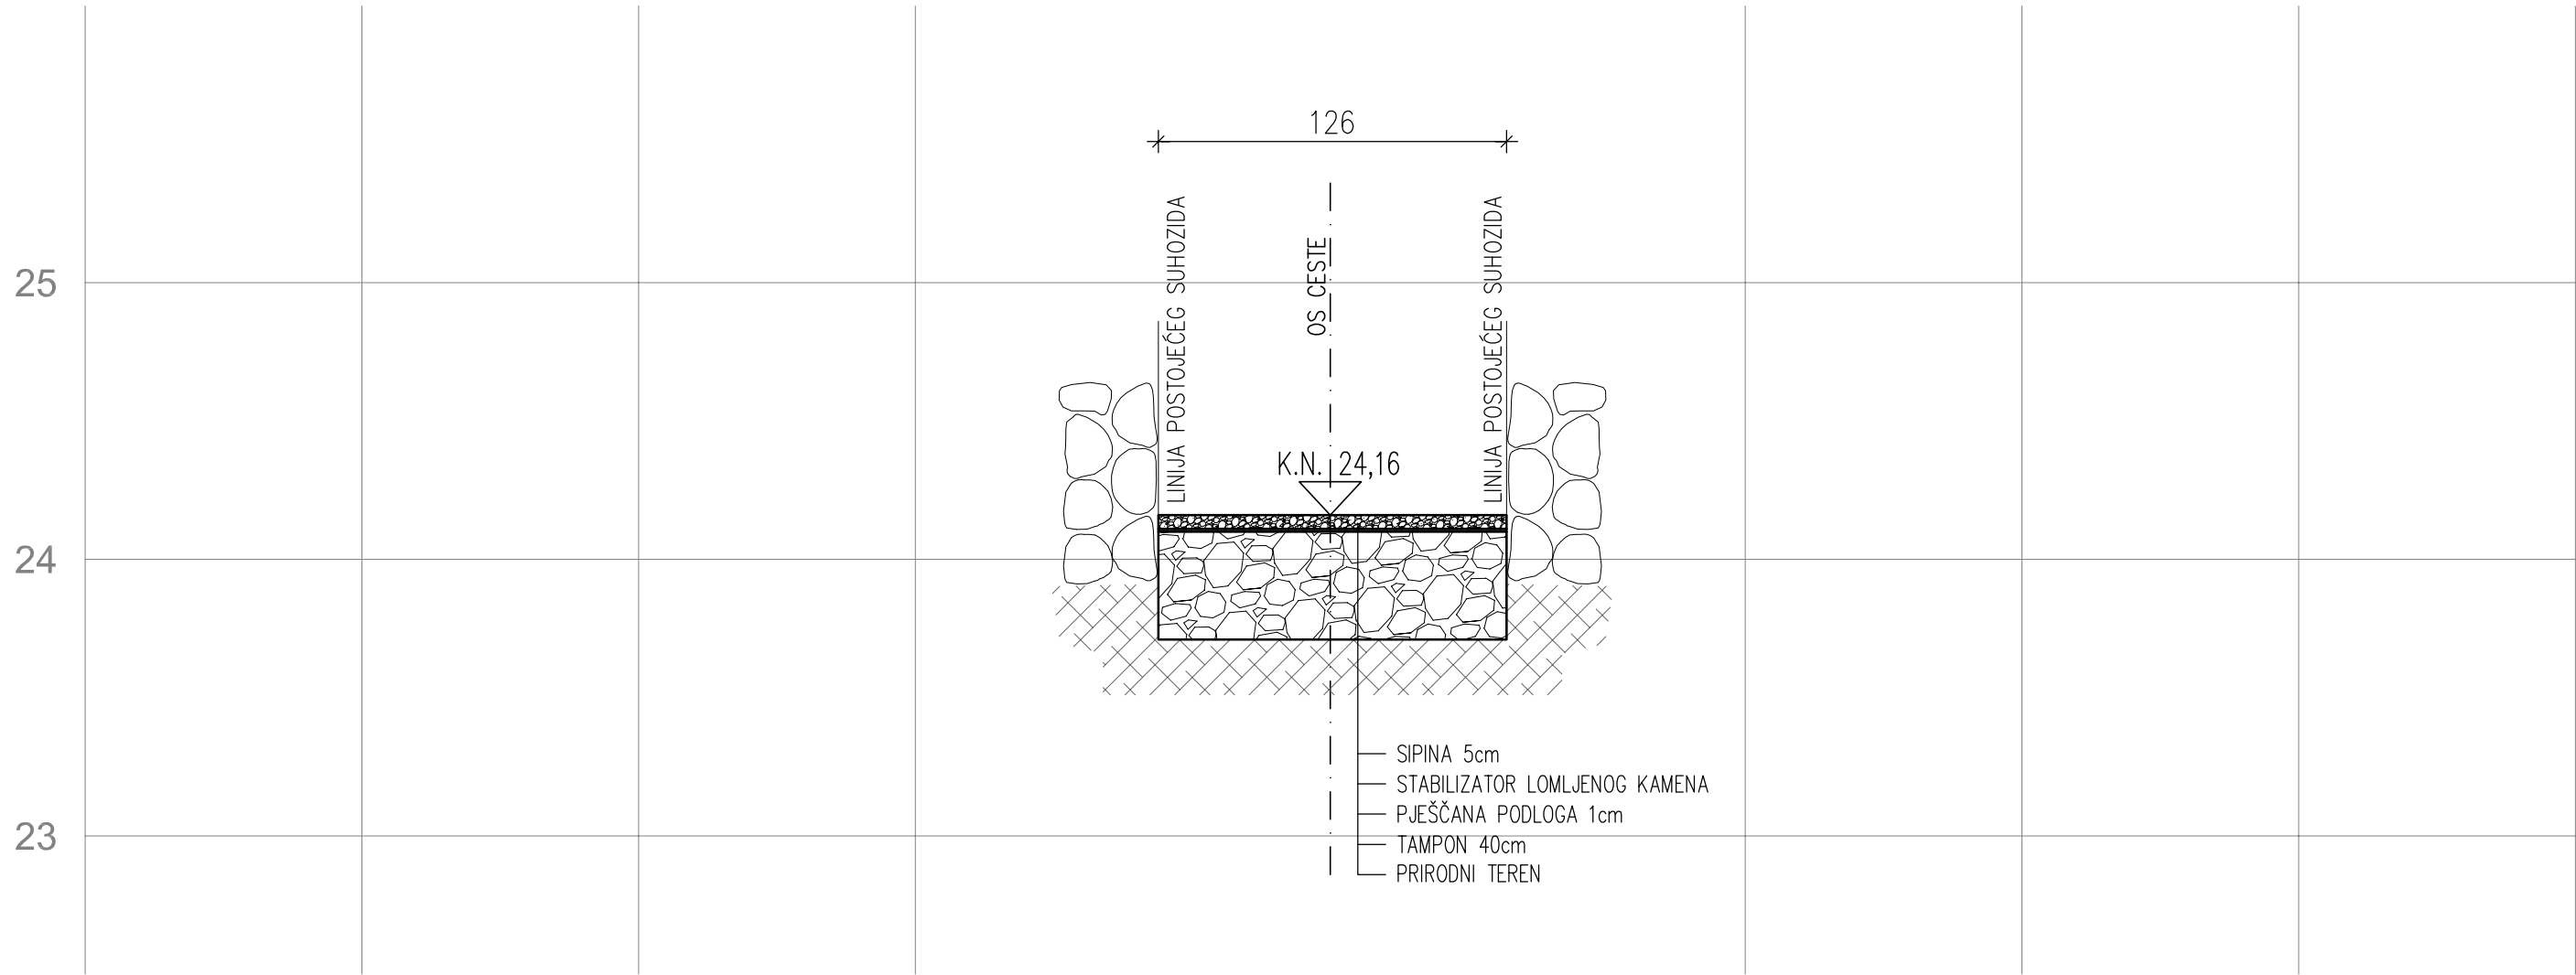 126
LINIJA POSTOJEĆEG SUHOZIDA
OS CESTE
LINIJA POSTOJEĆEG SUHOZIDA
25
K.N. 24,16
24
SIPINA 5cm
STABILIZATOR LOMLJENOG KAMENA
PJEŠČANA PODLOGA 1cm
23
TAMPON 40cm
PRIRODNI TEREN